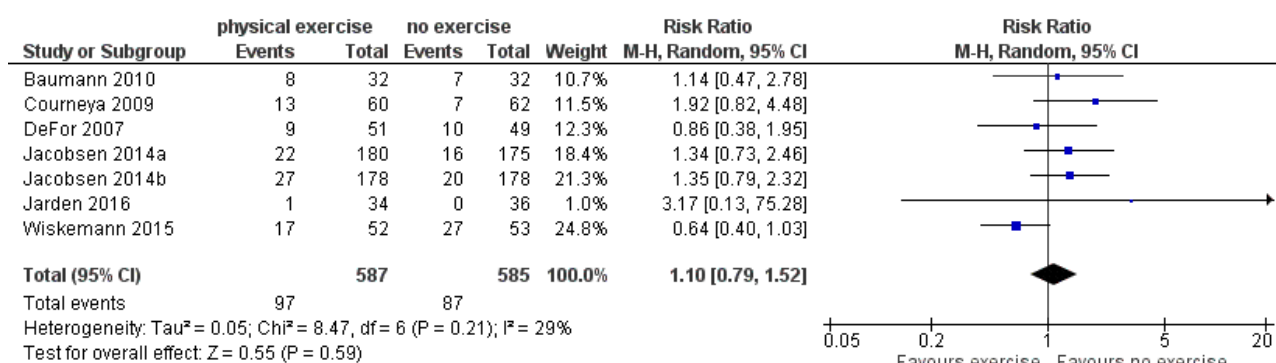 physical exercise no exercise Risk Ratio Risk Ratio
Study or Subgroup Events Total Events Total Weight M-H, Random, 95% CI M-H, Random, 95% CI
Baumann 2010 8 32 7 32 10.7% 1.14 [0.47, 2.78]
Courneya 2009 13 60 7 62 11.5% 1.92 [0.82, 4.48]
DeFor 2007 9 51 10 49 12.3% 0.86 [0.38, 1.95]
Jacobsen 2014a 22 180 16 175 18.4% 1.34 [0.73, 2.46]
Jacobsen 2014b 27 178 20 178 21.3% 1.35 [0.79, 2.32]
Jarden 2016 1 34 0 36 1.0% 3.17 [0.13, 75.28]
Wiskemann 2015 17 52 27 53 24.8% 0.64 [0.40, 1.03]
Total (95% CI) 587 585 100.0% 1.10 [0.79, 1.52]
Total events 97 87
Heterogeneity: Tau² = 0.05; Chi² = 8.47, df = 6 (P = 0.21); I² = 29%
Test for overall effect: Z = 0.55 (P = 0.59)
0.05 0.2 1 5 20
Favours exercise Favours no exercise